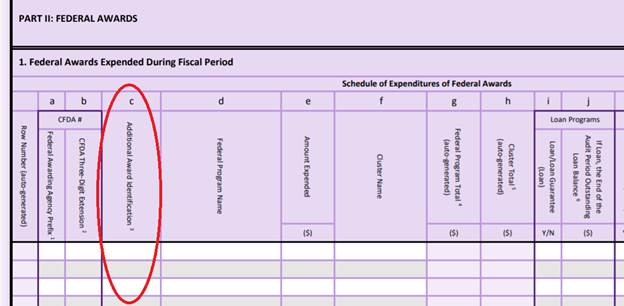 PART II: FEDERAL AWARDS
1. Federal Awards Expended During Fiscal Period
Schedule of Expenditures of Federal Awards
a b c d e f g h i j
CFDA #
Loan Programs
Row Number (auto-generated)
Federal Awarding Agency Prefix 1
CFDA Three-Digit Extension 2
Additional Award Identification 3
Federal Program Name
Amount Expended
Cluster Name
Federal Program Total 4
(auto-generated)
Cluster Total 5
(auto-generated)
Loan/Loan Guarantee
(Loan)
If Loan, the End of the
Audit Period Outstanding
Loan Balance 6
($) ($) ($) Y/N ($)